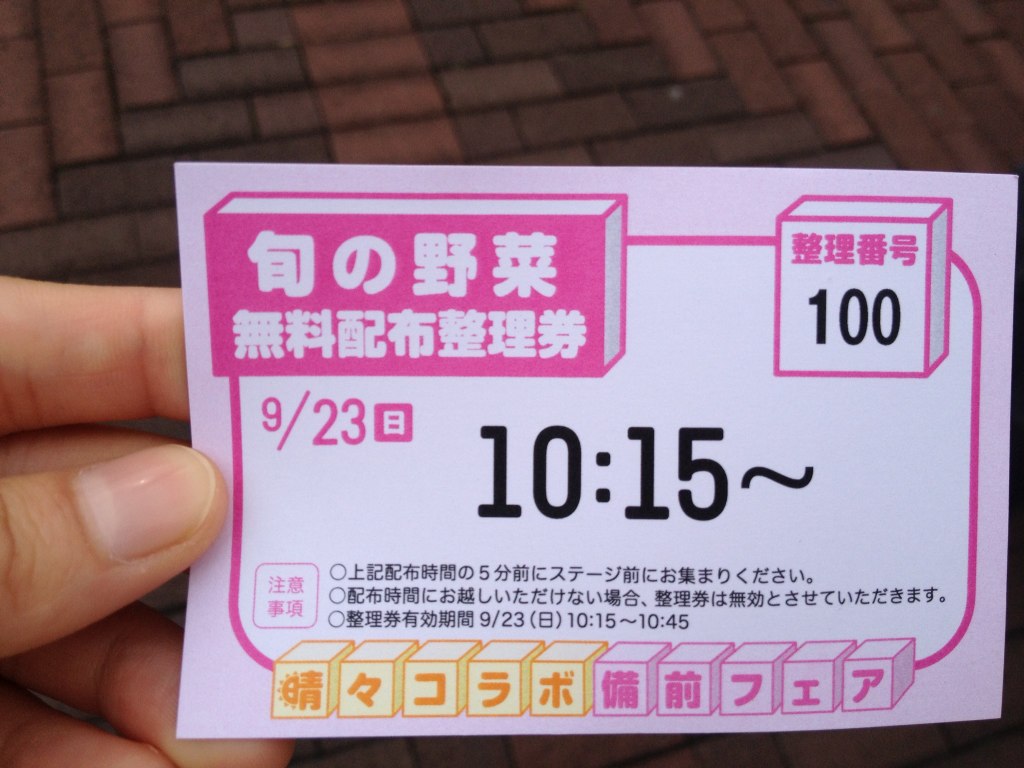 旬の野菜
無料配布整理券
整理番号
100
9/23日
10:15～
注意
事項
○上記配布時間の5分前にステージ前にお集まりください。
○配布時間にお越しいただけない場合、整理券は無効とさせていただきます。
○整理券有効期間 9/23（日）10:15～10:45
晴々コラボ備前フェア